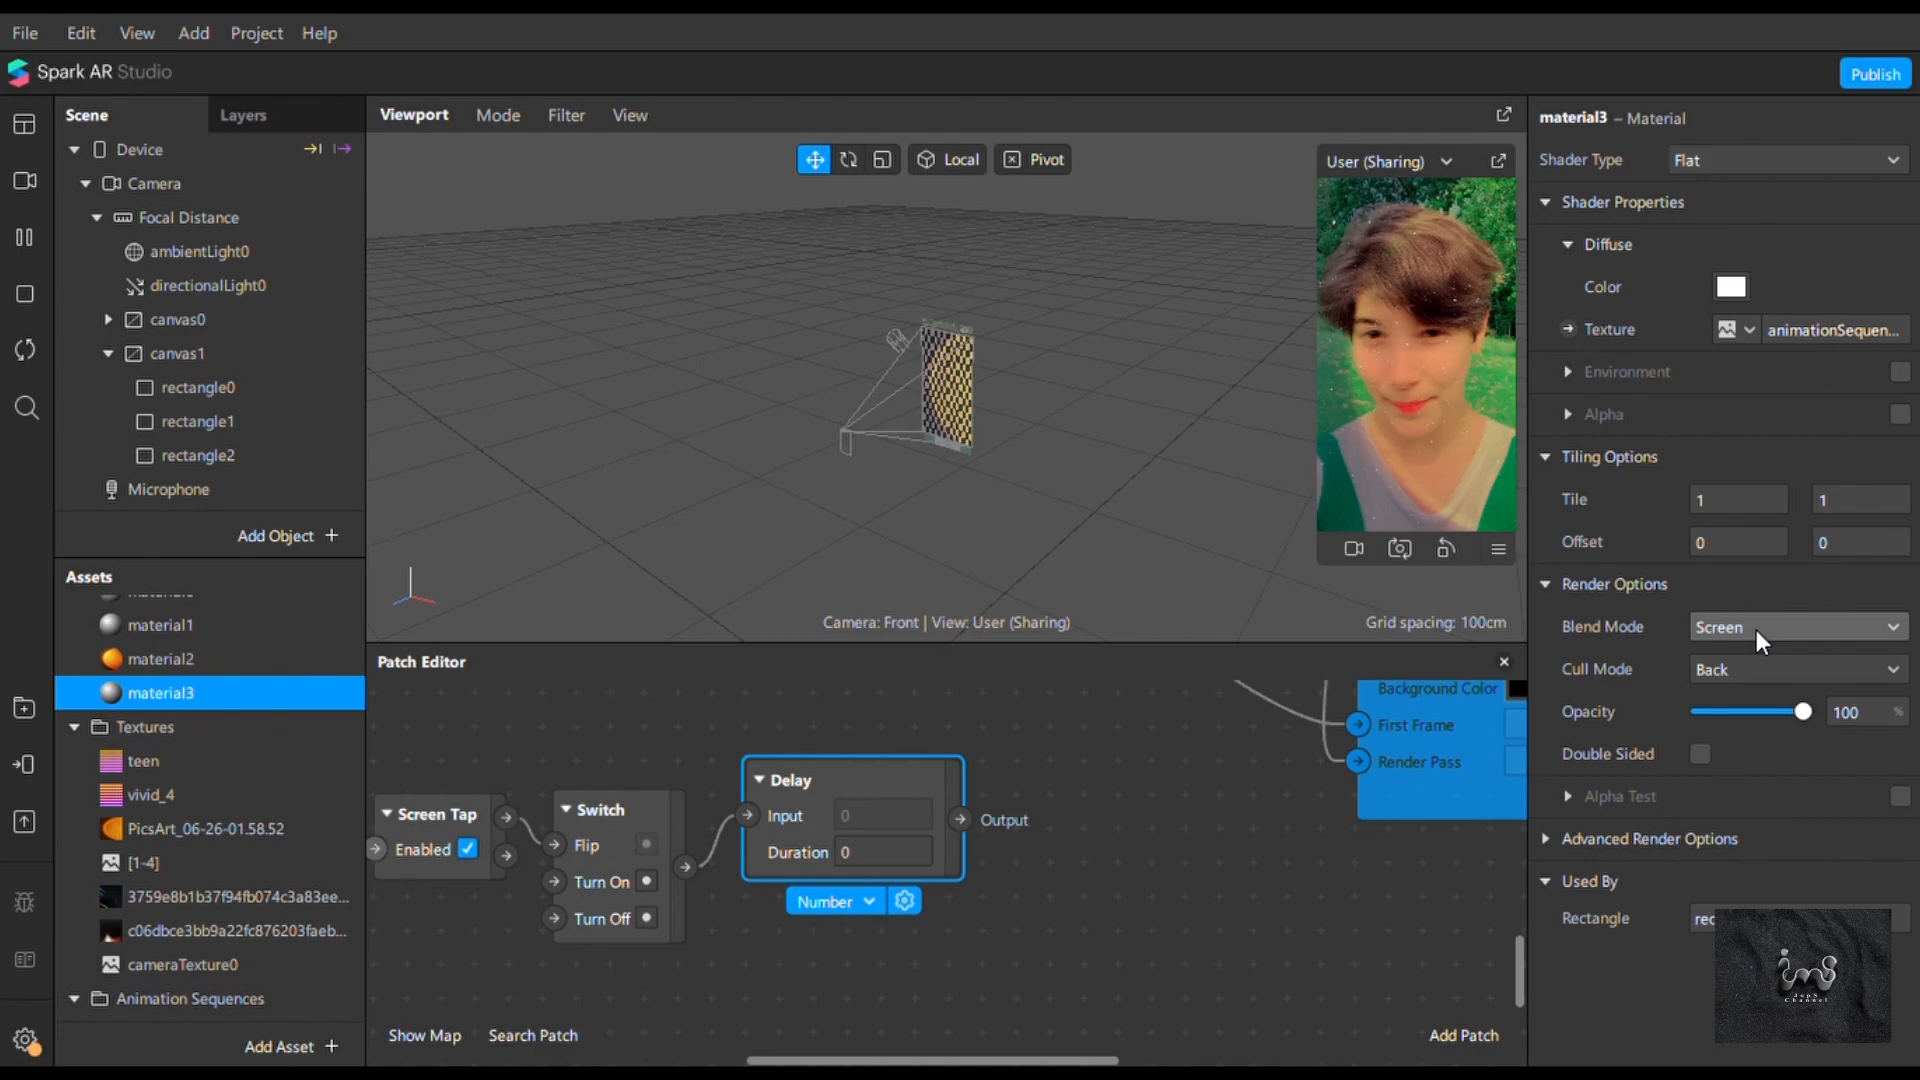 File Edit View Add Project Help
Spark AR Studio
Publish
Scene Layers
Device
Camera
Focal Distance
ambientLight0
directionalLight0
canvas0
canvas1
rectangle0
rectangle1
rectangle2
Microphone
Add Object +
Assets
material1
material2
material3
Textures
teen
vivid_4
PicsArt_06-26-01.58.52
[1-4]
3759e8b1b37f94fb074c3a83ee...
c06dbce3bb9a22fc876203faeb...
cameraTexture0
Animation Sequences
Add Asset +
Viewport Mode Filter View
Local Pivot
User (Sharing)
Camera: Front | View: User (Sharing)
Grid spacing: 100cm
Patch Editor
Screen Tap
Enabled
Switch
Flip
Turn On
Turn Off
Delay
Input 0
Duration 0
Output
Number
Background Color
First Frame
Render Pass
Show Map Search Patch
Add Patch
material3 – Material
Shader Type Flat
Shader Properties
Diffuse
Color
Texture animationSequen...
Environment
Alpha
Tiling Options
Tile 1 1
Offset 0 0
Render Options
Blend Mode Screen
Cull Mode Back
Opacity 100 %
Double Sided
Alpha Test
Advanced Render Options
Used By
Rectangle rec
JmpS
Channel